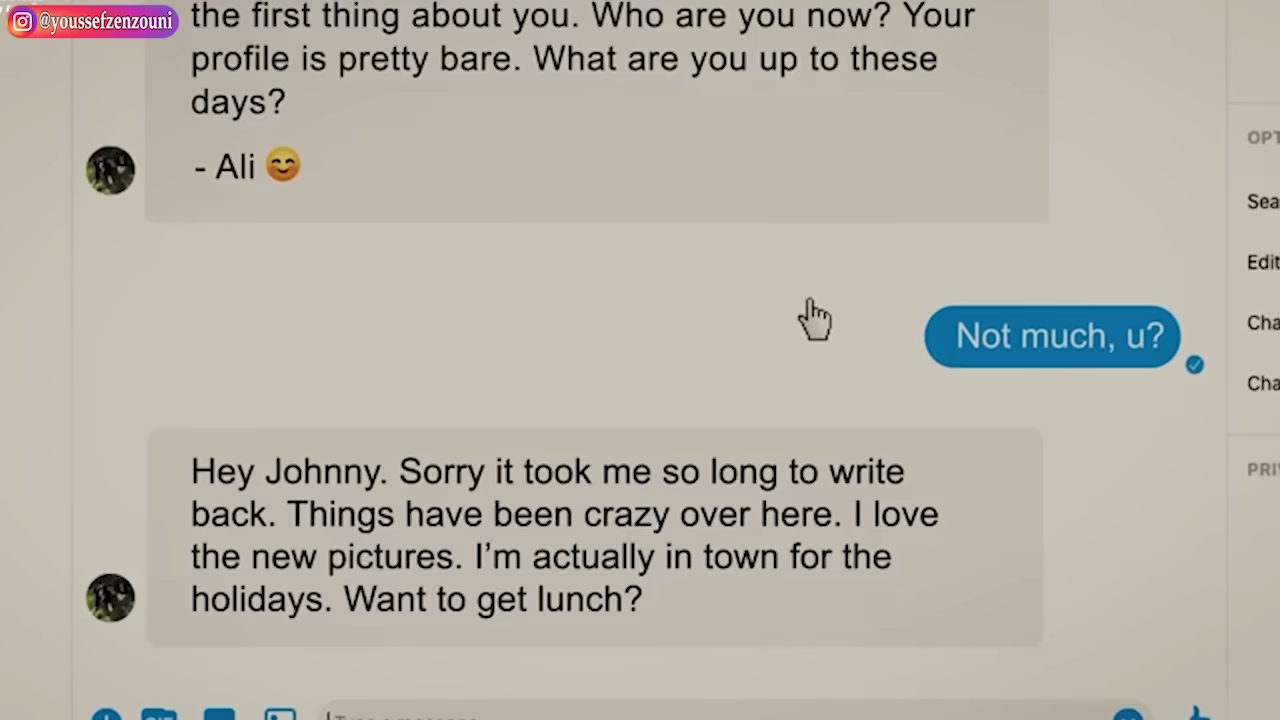 @youssefzenzouni
the first thing about you. Who are you now? Your
profile is pretty bare. What are you up to these
days?
- Ali 😊
Not much, u?
Hey Johnny. Sorry it took me so long to write
back. Things have been crazy over here. I love
the new pictures. I’m actually in town for the
holidays. Want to get lunch?
OPT
Sea
Edit
Cha
Cha
PRI
GIF
Type a message